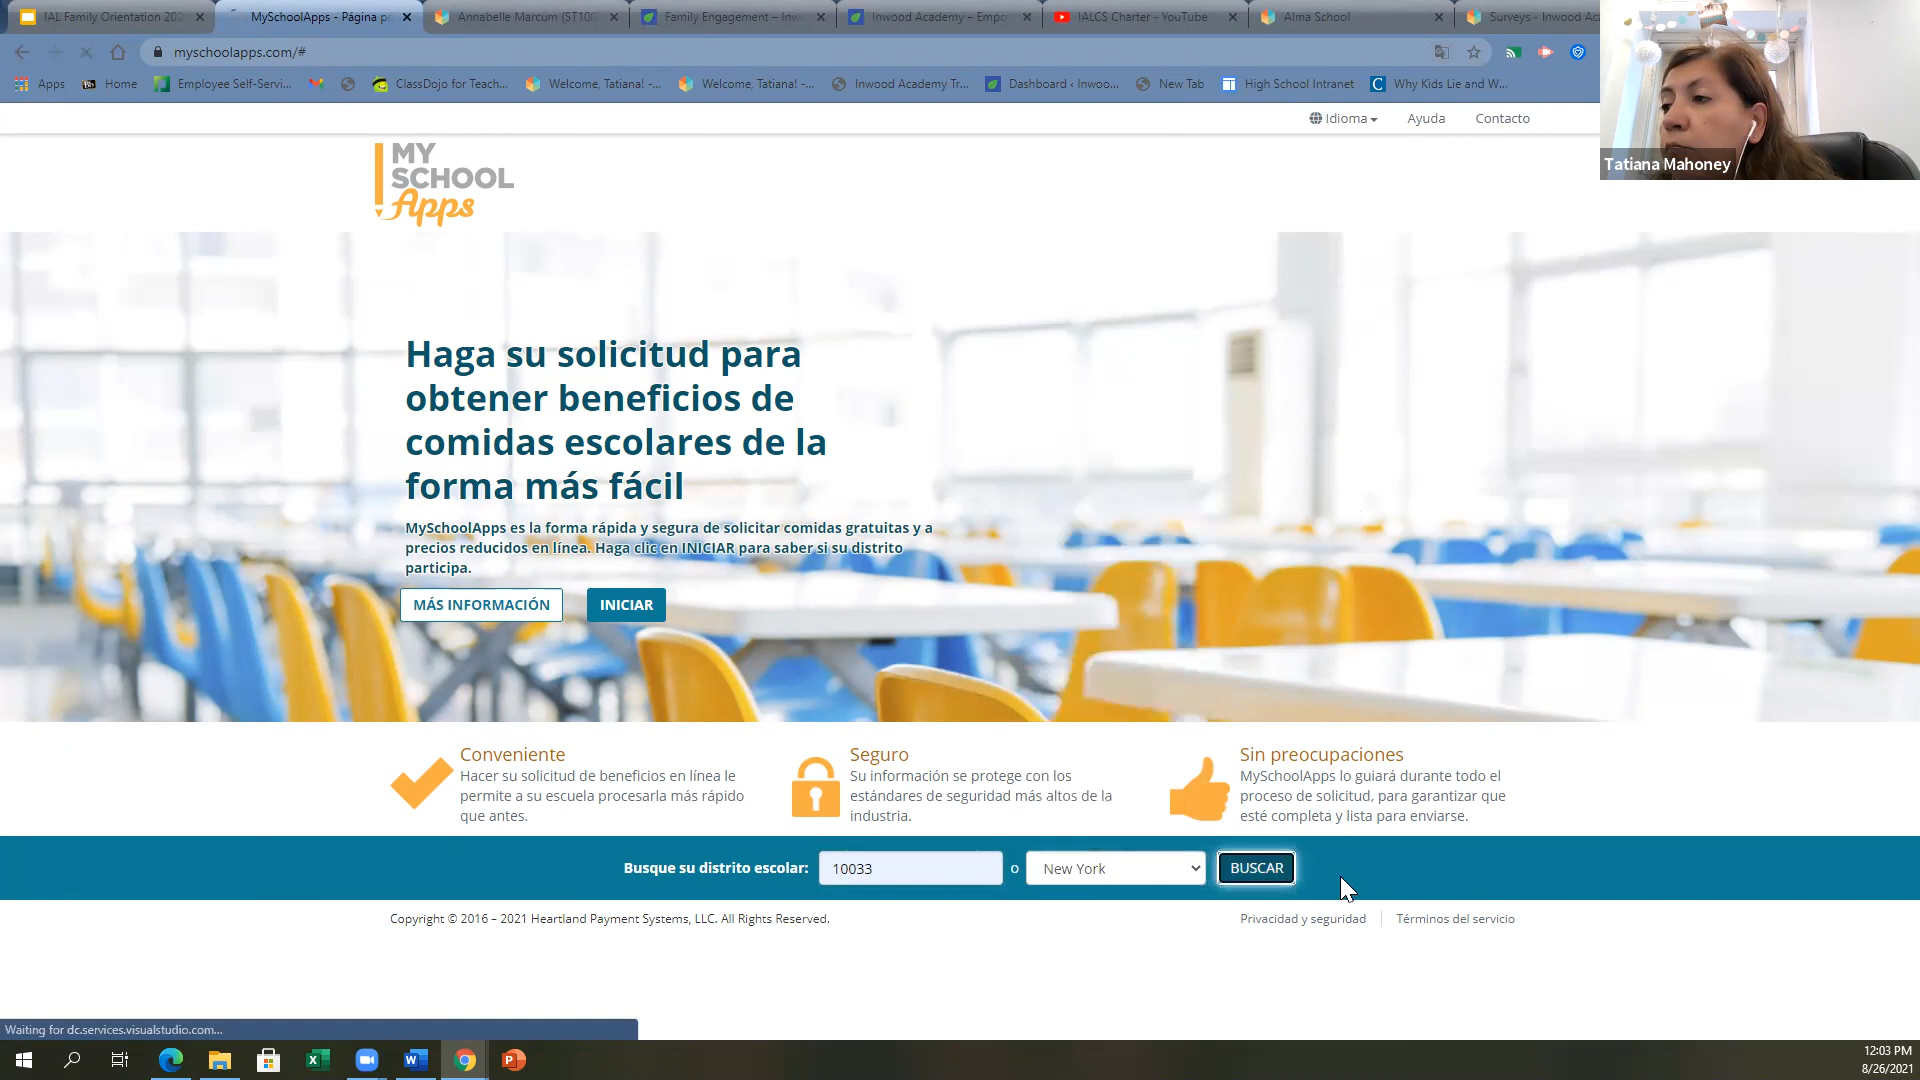 IAL Family Orientation 202
MySchoolApps - Página pr
Annabelle Marcum (ST100
Family Engagement – Inw
Inwood Academy – Empo
IALCS Charter - YouTube
Alma School
Surveys - Inwood Ac
myschoolapps.com/#
Apps
Home
Employee Self-Servi...
ClassDojo for Teach...
Welcome, Tatiana! -...
Welcome, Tatiana! -...
Inwood Academy Tr...
Dashboard ‹ Inwoo...
New Tab
High School Intranet
Why Kids Lie and W...
Tatiana Mahoney
Idioma
Ayuda
Contacto
MY
SCHOOL
Apps
Haga su solicitud para
obtener beneficios de
comidas escolares de la
forma más fácil
MySchoolApps es la forma rápida y segura de solicitar comidas gratuitas y a
precios reducidos en línea. Haga clic en INICIAR para saber si su distrito
participa.
MÁS INFORMACIÓN
INICIAR
Conveniente
Hacer su solicitud de beneficios en línea le
permite a su escuela procesarla más rápido
que antes.
Seguro
Su información se protege con los
estándares de seguridad más altos de la
industria.
Sin preocupaciones
MySchoolApps lo guiará durante todo el
proceso de solicitud, para garantizar que
esté completa y lista para enviarse.
Busque su distrito escolar: 10033 o New York BUSCAR
Copyright © 2016 – 2021 Heartland Payment Systems, LLC. All Rights Reserved.
Privacidad y seguridad
Términos del servicio
Waiting for dc.services.visualstudio.com...
12:03 PM
8/26/2021